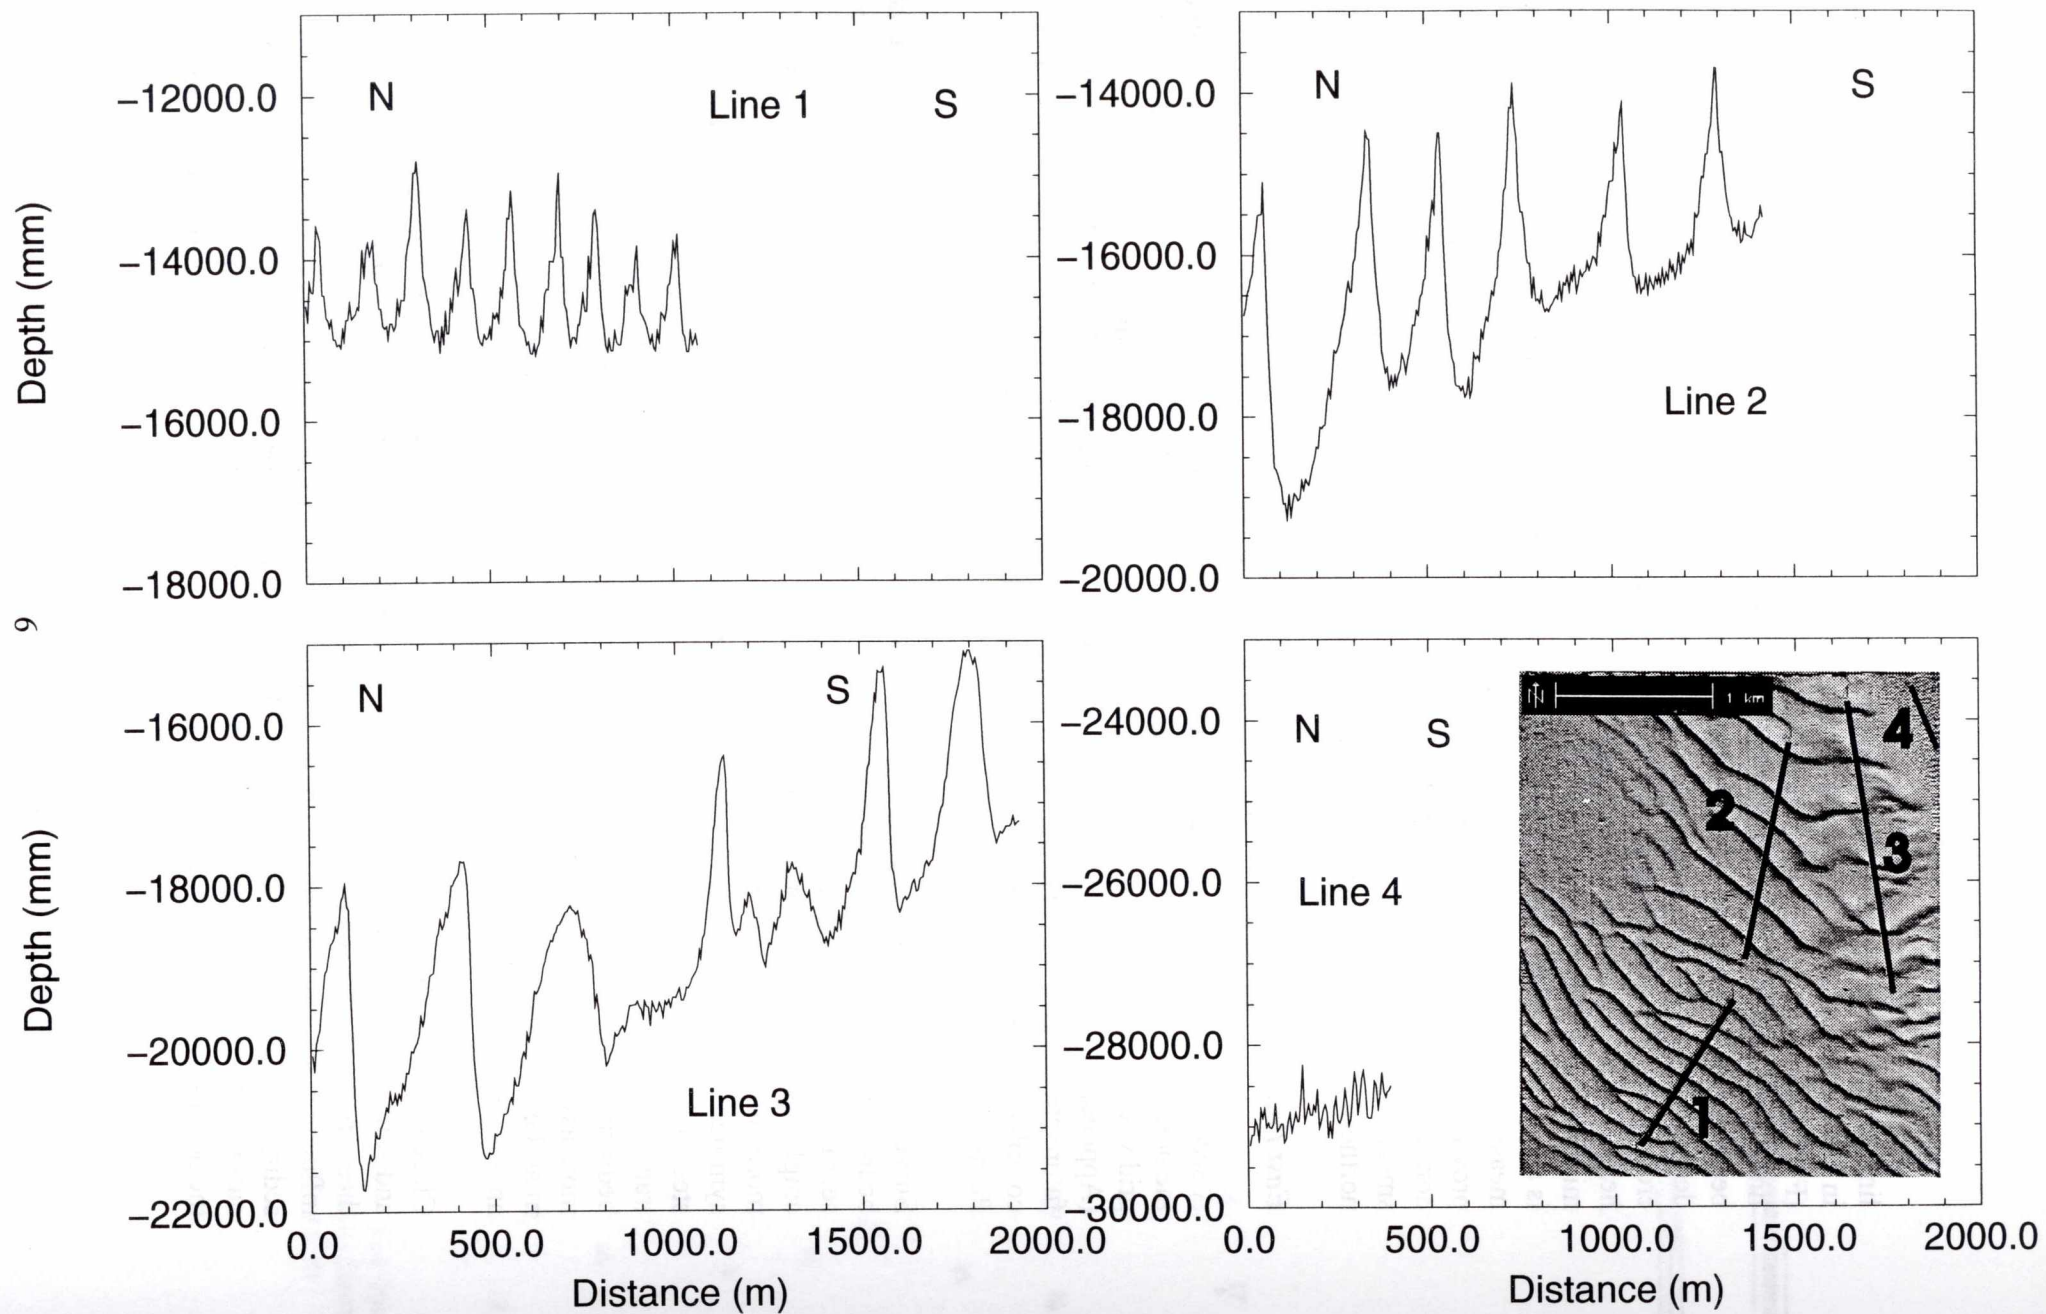 N
Line 1
S
−12000.0
−14000.0
−16000.0
−18000.0
Depth (mm)
N
S
Line 2
−14000.0
−16000.0
−18000.0
−20000.0
9
N
S
Line 3
−16000.0
−18000.0
−20000.0
−22000.0
Depth (mm)
0.0 500.0 1000.0 1500.0 2000.0
Distance (m)
N
S
Line 4
−24000.0
−26000.0
−28000.0
−30000.0
0.0 500.0 1000.0 1500.0 2000.0
Distance (m)
N
1 km
4
2
3
1